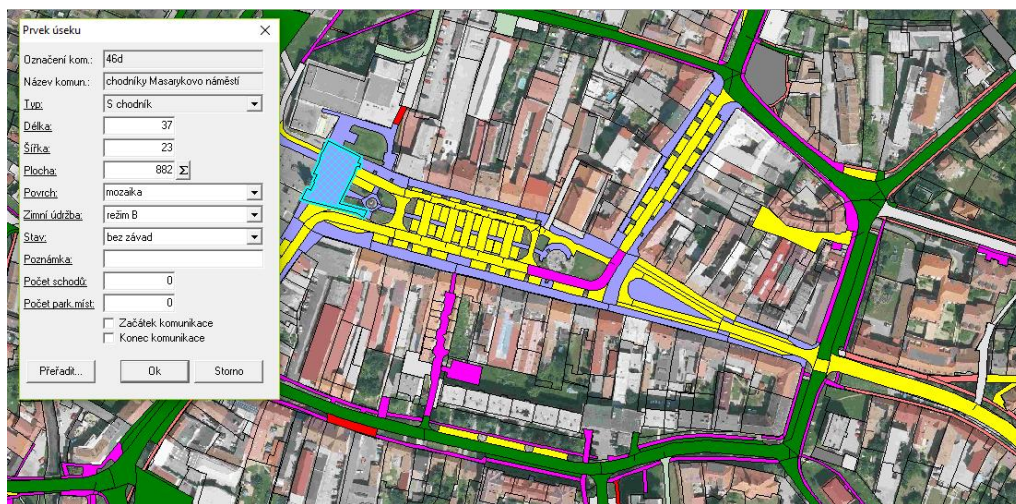 Prvek úseku
Označení kom.: 46d
Název komun.: chodníky Masarykovo náměstí
Typ: S chodník
Délka: 37
Šířka: 23
Plocha: 882 Σ
Povrch: mozaika
Zimní údržba: režim B
Stav: bez závad
Poznámka:
Počet schodů: 0
Počet park.míst: 0
Začátek komunikace
Konec komunikace
Přeřadit... Ok Storno